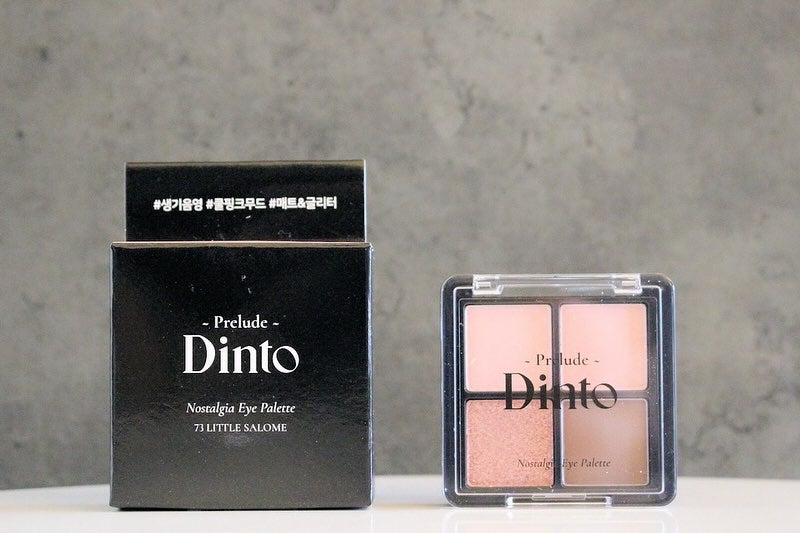 #생기음영 #쿨핑크무드 #매트&글리터
~ Prelude ~
Dinto
Nostalgia Eye Palette
73 LITTLE SALOME
~ Prelude ~
Dinto
Nostalgia Eye Palette